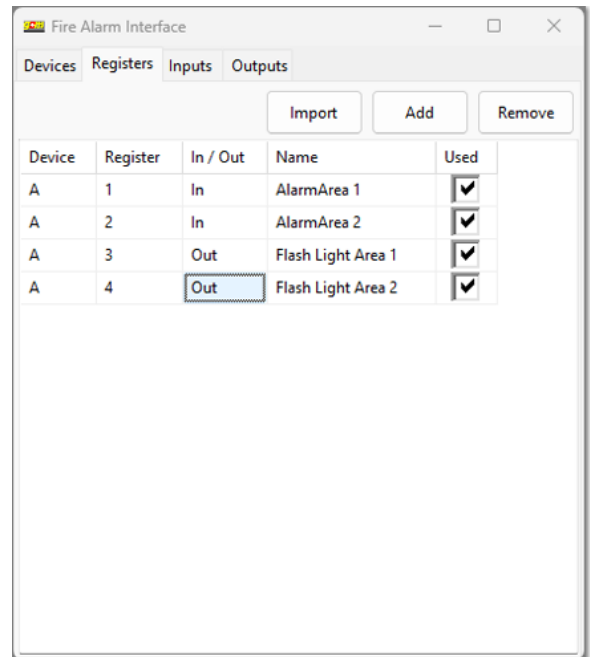 Fire Alarm Interface
Devices Registers Inputs Outputs
Import Add Remove
Device Register In / Out Name Used
A 1 In AlarmArea 1
A 2 In AlarmArea 2
A 3 Out Flash Light Area 1
A 4 Out Flash Light Area 2